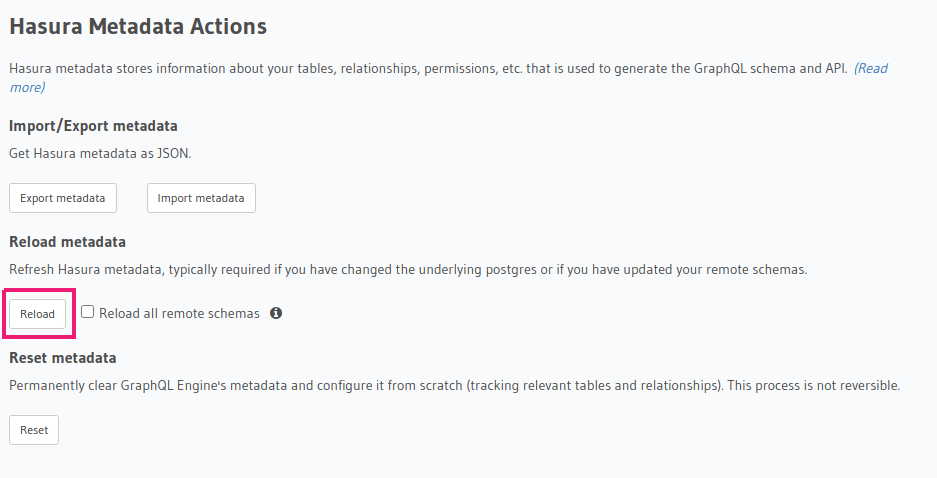 Hasura Metadata Actions
Hasura metadata stores information about your tables, relationships, permissions, etc. that is used to generate the GraphQL schema and API. (Read
more)
Import/Export metadata
Get Hasura metadata as JSON.
Export metadata Import metadata
Reload metadata
Refresh Hasura metadata, typically required if you have changed the underlying postgres or if you have updated your remote schemas.
Reload Reload all remote schemas
Reset metadata
Permanently clear GraphQL Engine's metadata and configure it from scratch (tracking relevant tables and relationships). This process is not reversible.
Reset